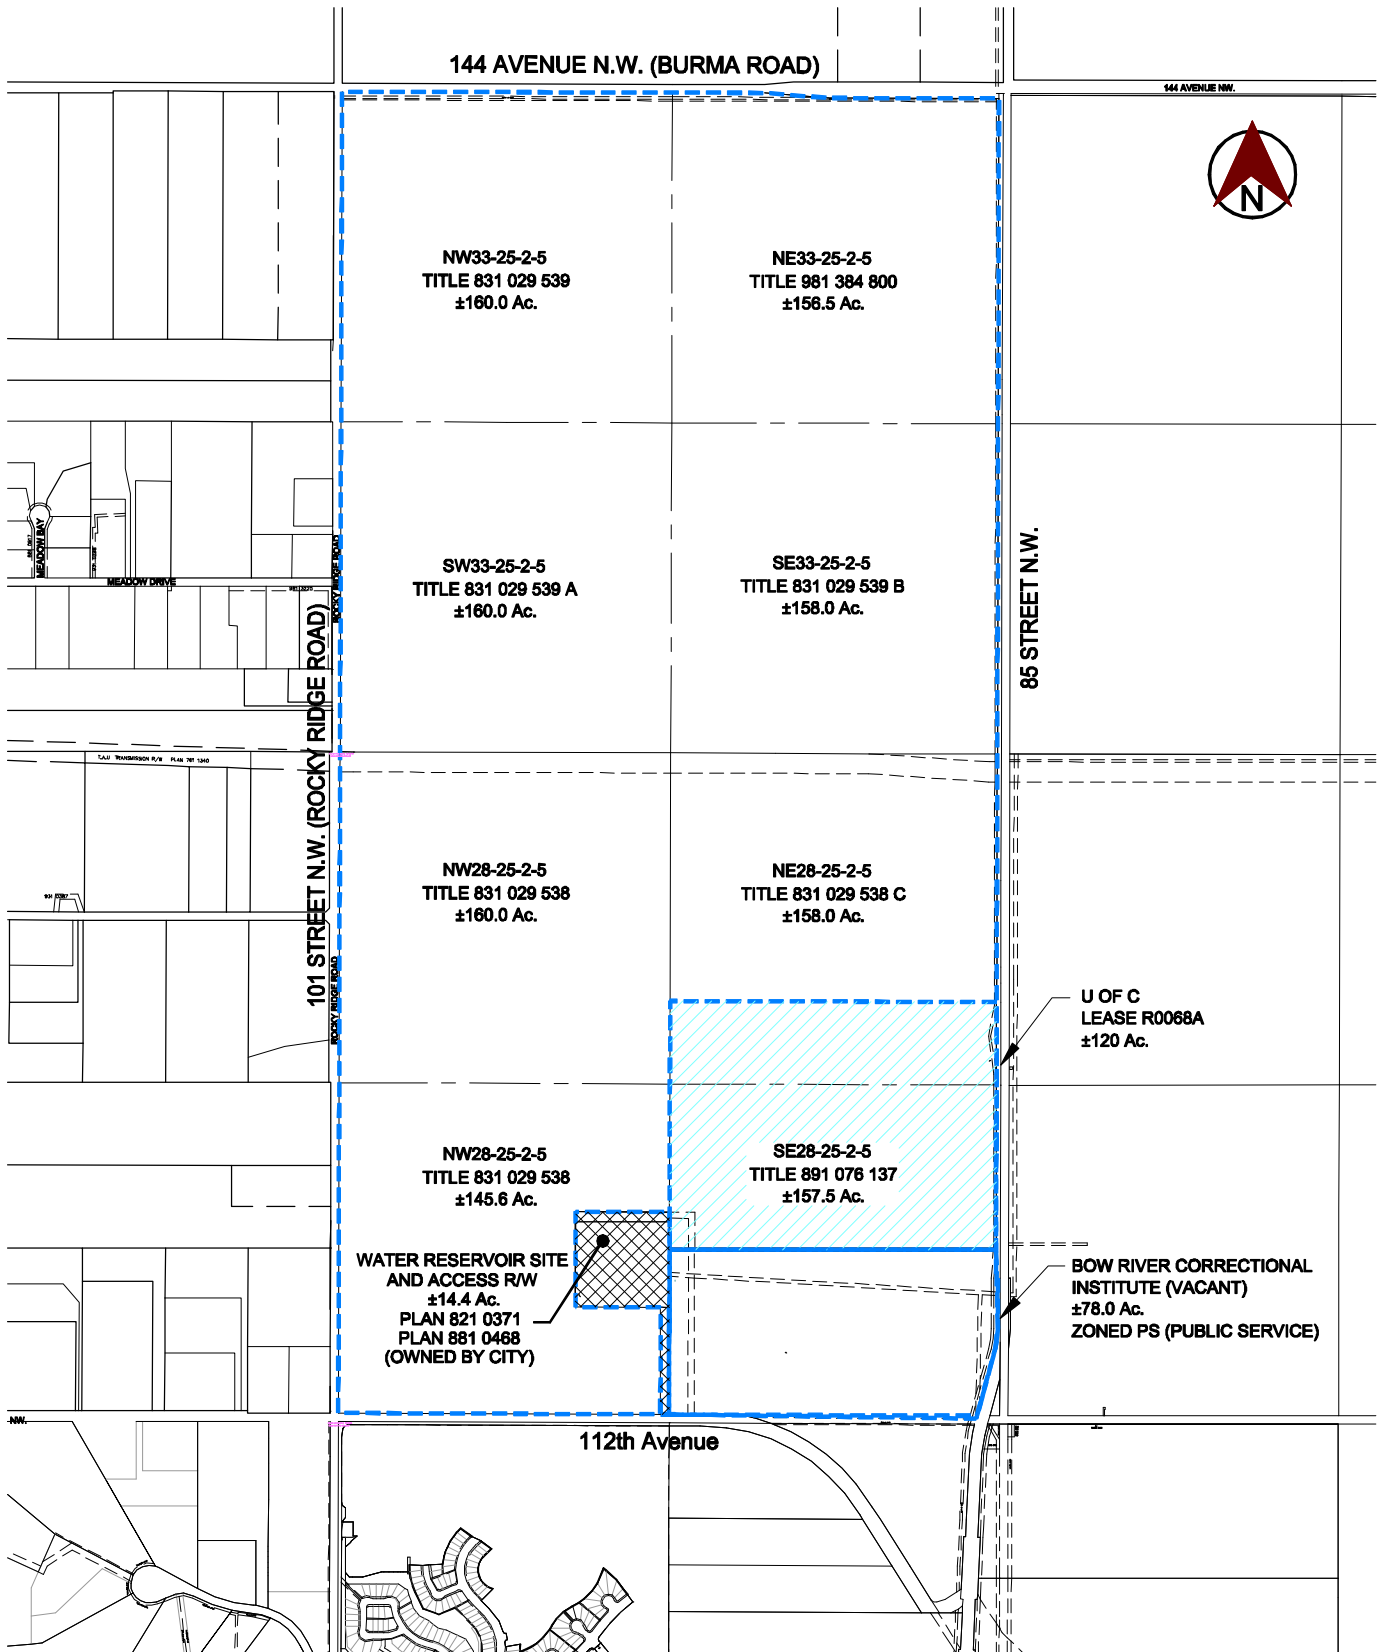 144 AVENUE N.W. (BURMA ROAD)
144 AVENUE NW.
N
NW33-25-2-5
TITLE 831 029 539
±160.0 Ac.
NE33-25-2-5
TITLE 981 384 800
±156.5 Ac.
MEADOW BAY
MEADOW DRIVE
ROCKY RIDGE ROAD
SW33-25-2-5
TITLE 831 029 539 A
±160.0 Ac.
SE33-25-2-5
TITLE 831 029 539 B
±158.0 Ac.
85 STREET N.W.
101 STREET N.W. (ROCKY RIDGE ROAD)
T.A.U TRANSMISSION R/W PLAN 761 1340
NW28-25-2-5
TITLE 831 029 538
±160.0 Ac.
NE28-25-2-5
TITLE 831 029 538 C
±158.0 Ac.
ROCKY RIDGE ROAD
U OF C
LEASE R0068A
±120 Ac.
NW28-25-2-5
TITLE 831 029 538
±145.6 Ac.
SE28-25-2-5
TITLE 891 076 137
±157.5 Ac.
WATER RESERVOIR SITE
AND ACCESS R/W
±14.4 Ac.
PLAN 821 0371
PLAN 881 0468
(OWNED BY CITY)
BOW RIVER CORRECTIONAL
INSTITUTE (VACANT)
±78.0 Ac.
ZONED PS (PUBLIC SERVICE)
NW.
112th Avenue